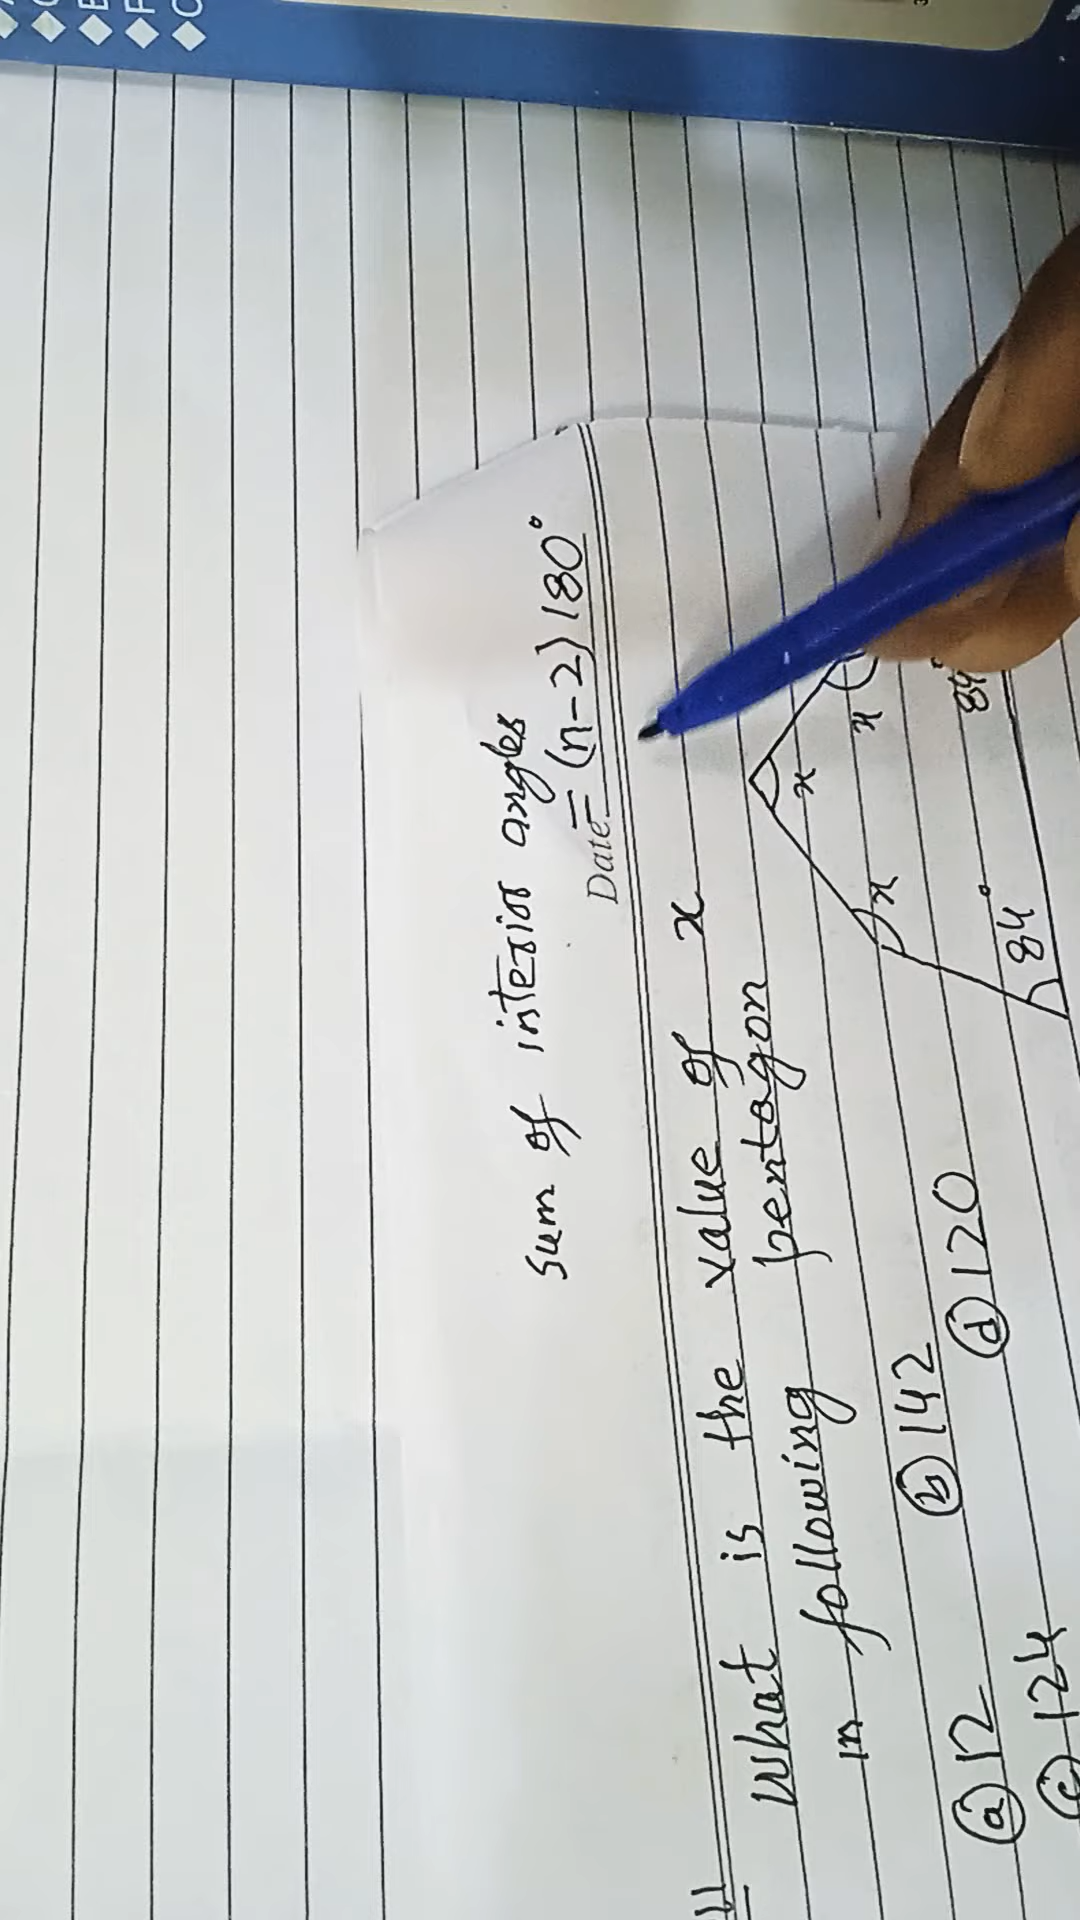 Sum of interior angles
= (n-2) 180°
Date
What is the value of x
in following pentagon
(a) 12 (b) 142
(c) 124 (d) 120
x
x
x
84°
84°